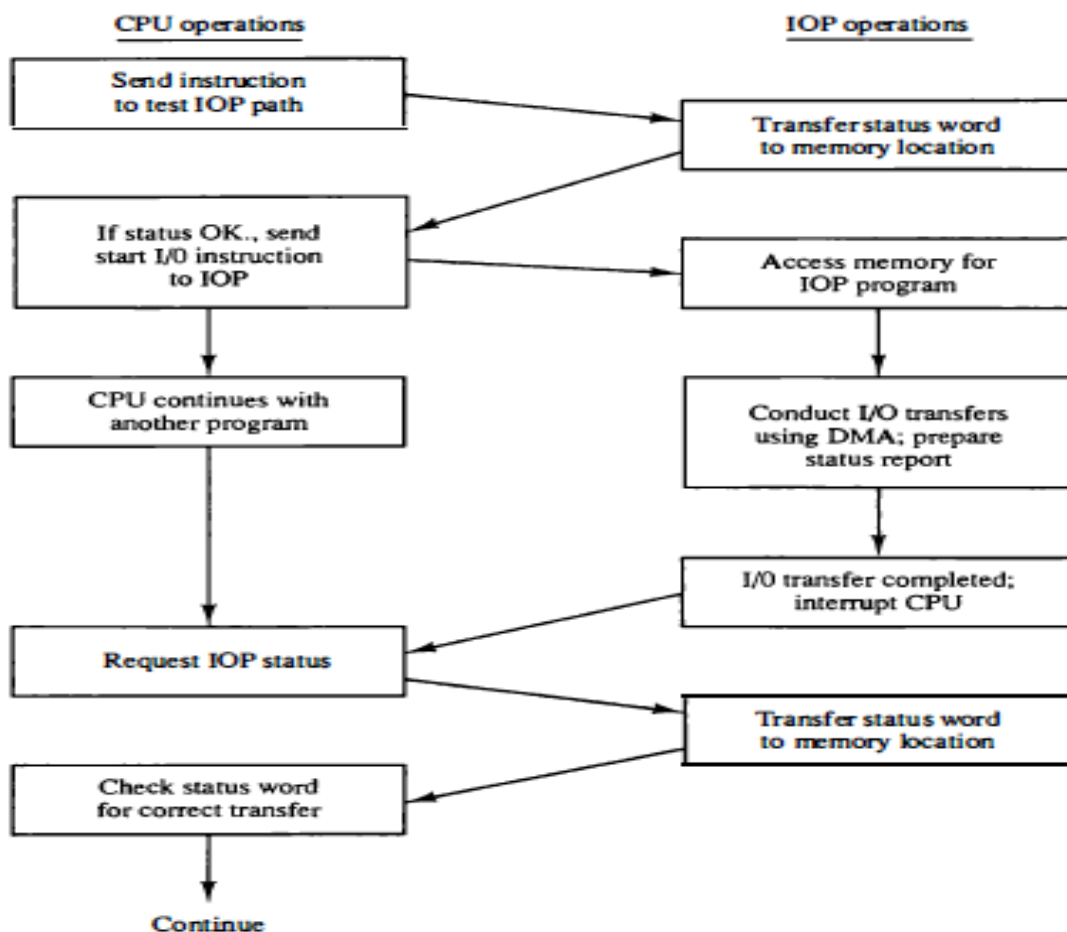 CPU operations
IOP operations
Send instruction
to test IOP path
Transfer status word
to memory location
If status OK., send
start I/0 instruction
to IOP
Access memory for
IOP program
CPU continues with
another program
Conduct I/O transfers
using DMA; prepare
status report
I/0 transfer completed;
interrupt CPU
Request IOP status
Transfer status word
to memory location
Check status word
for correct transfer
Continue